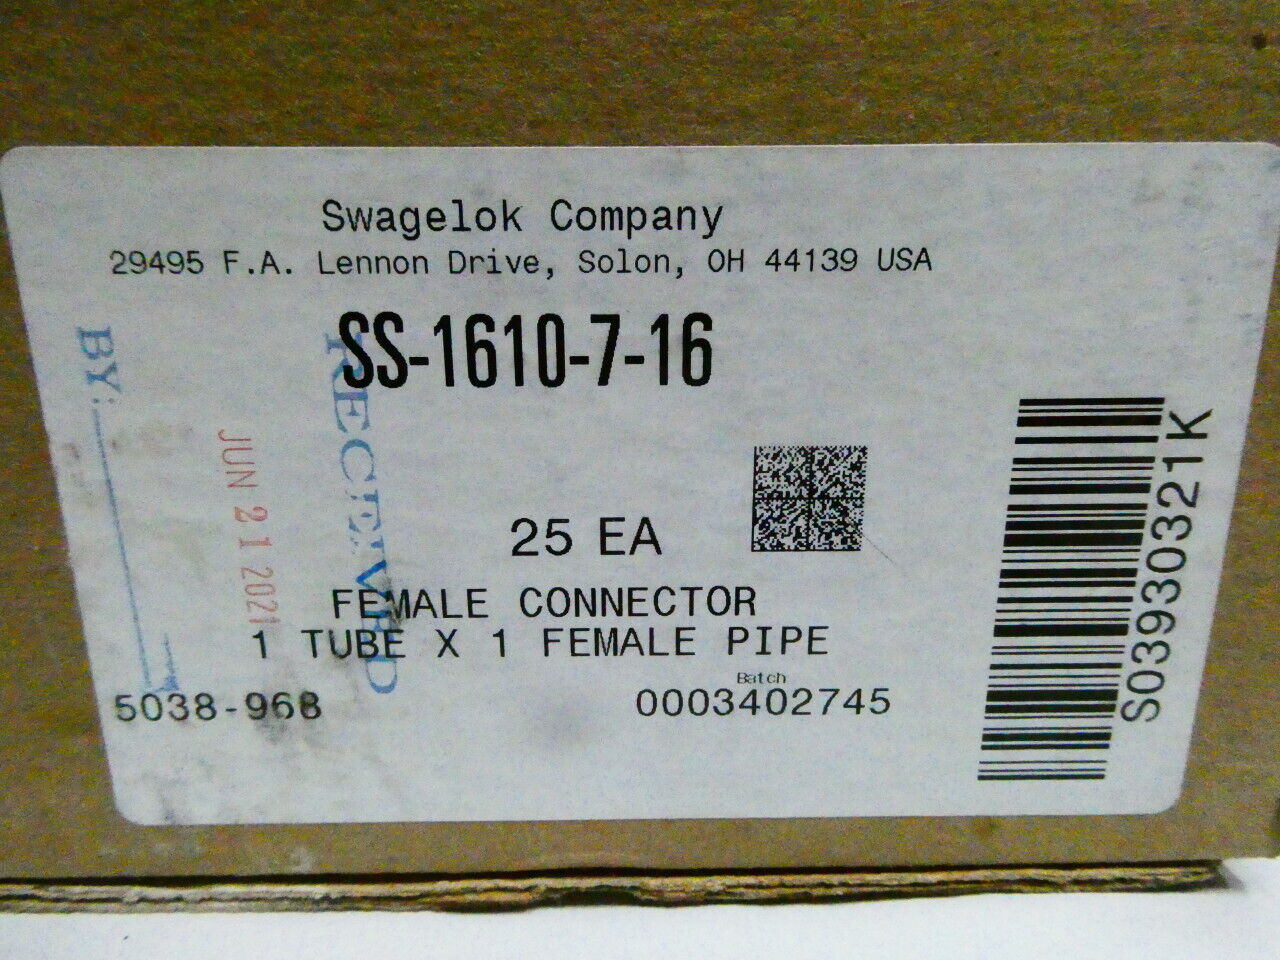 Swagelok Company
29495 F.A. Lennon Drive, Solon, OH 44139 USA
SS-1610-7-16
25 EA
FEMALE CONNECTOR
1 TUBE X 1 FEMALE PIPE
Batch
5038-968 0003402745
S03930321K
RECEIVED
JUN 21 2021
BY: